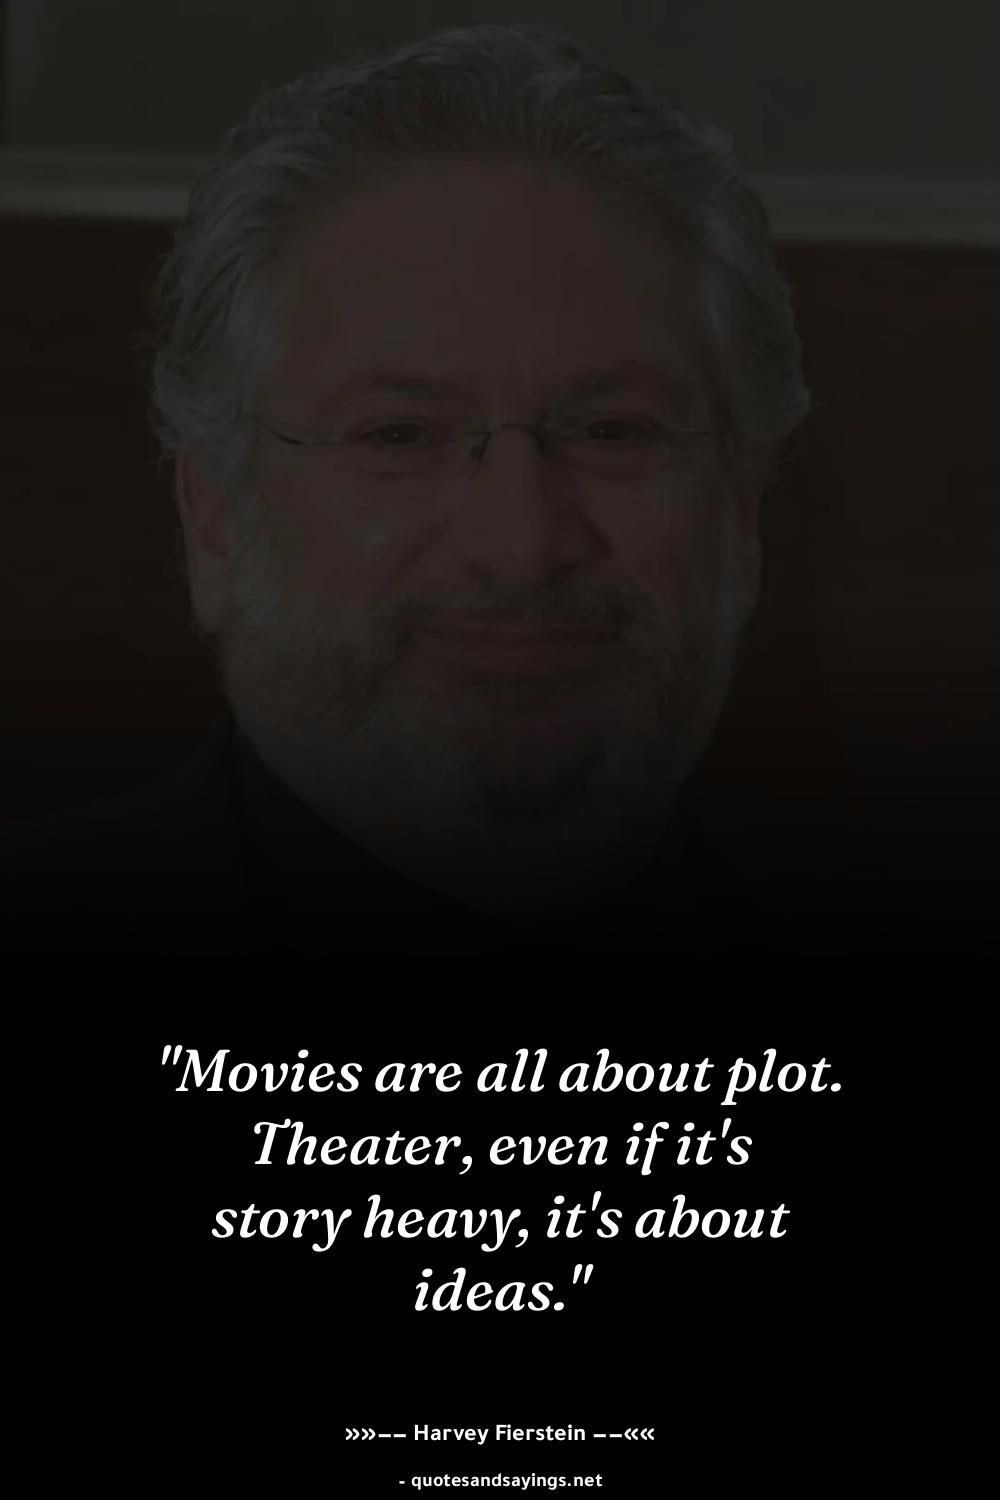 "Movies are all about plot.
Theater, even if it's
story heavy, it's about
ideas."
»»−− Harvey Fierstein −−««
- quotesandsayings.net